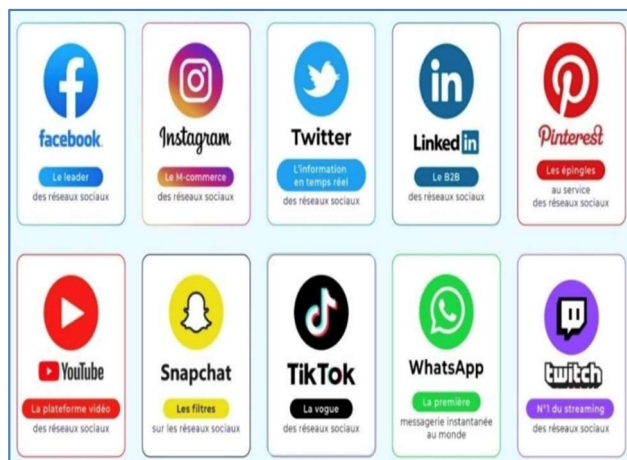 facebook
Le leader
des réseaux sociaux
Instagram
Le M-commerce
des réseaux sociaux
Twitter
L'information
en temps réel
des réseaux sociaux
Linked in
Le B2B
des réseaux sociaux
Pinterest
Les épingles
au service
des réseaux sociaux
YouTube
La plateforme vidéo
des réseaux sociaux
Snapchat
Les filtres
sur les réseaux sociaux
TikTok
La vogue
des réseaux sociaux
WhatsApp
La première
messagerie instantanée
au monde
twitch
N°1 du streaming
des réseaux sociaux